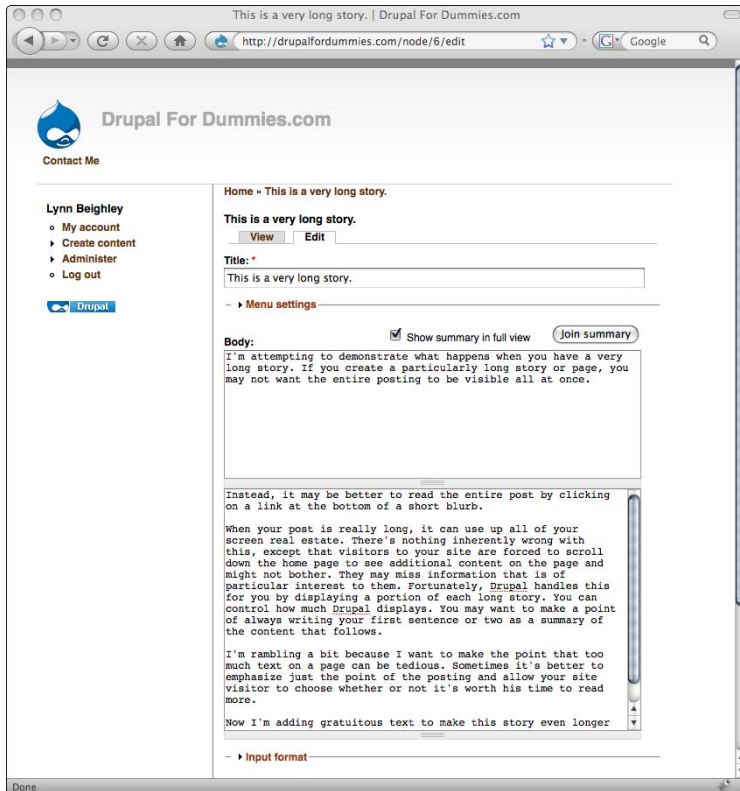 This is a very long story. | Drupal For Dummies.com
http://drupalfordummies.com/node/6/edit
G
Google
Drupal For Dummies.com
Contact Me
Lynn Beighley
My account
Create content
Administer
Log out
Drupal
Home » This is a very long story.
This is a very long story.
View Edit
Title: *
This is a very long story.
Menu settings
Body:
Show summary in full view
Join summary
I'm attempting to demonstrate what happens when you have a very
long story. If you create a particularly long story or page, you
may not want the entire posting to be visible all at once.
Instead, it may be better to read the entire post by clicking
on a link at the bottom of a short blurb.
When your post is really long, it can use up all of your
screen real estate. There's nothing inherently wrong with
this, except that visitors to your site are forced to scroll
down the home page to see additional content on the page and
might not bother. They may miss information that is of
particular interest to them. Fortunately, Drupal handles this
for you by displaying a portion of each long story. You can
control how much Drupal displays. You may want to make a point
of always writing your first sentence or two as a summary of
the content that follows.
I'm rambling a bit because I want to make the point that too
much text on a page can be tedious. Sometimes it's better to
emphasize just the point of the posting and allow your site
visitor to choose whether or not it's worth his time to read
more.
Now I'm adding gratuitous text to make this story even longer
Input format
Done